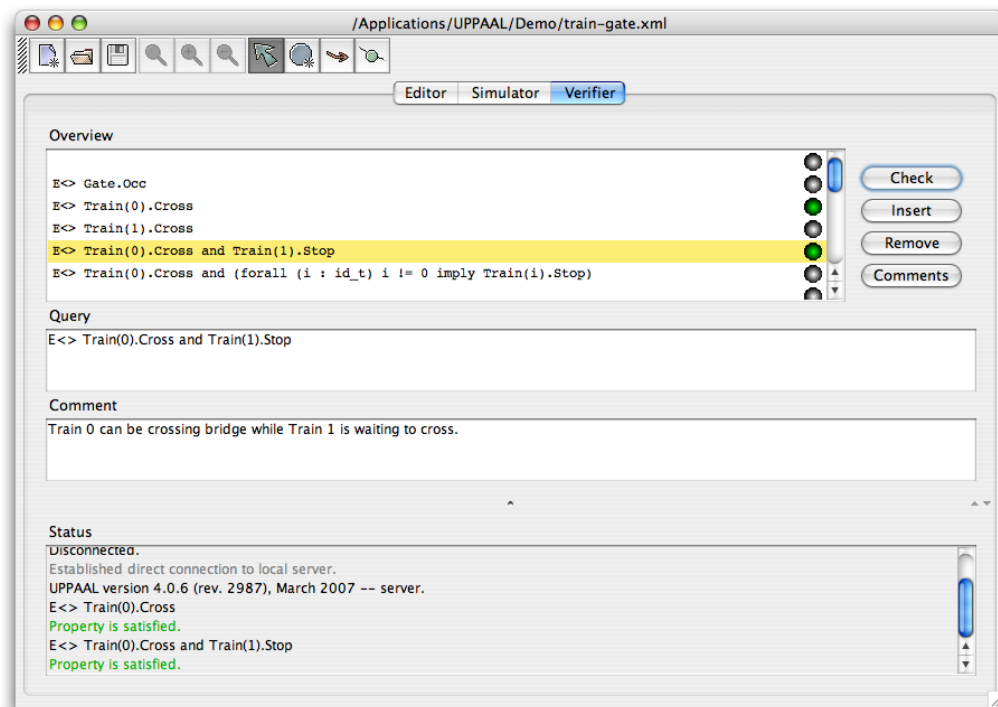 /Applications/UPPAAL/Demo/train-gate.xml
Editor Simulator Verifier
Overview
E<> Gate.Occ
E<> Train(0).Cross
E<> Train(1).Cross
E<> Train(0).Cross and Train(1).Stop
E<> Train(0).Cross and (forall (i : id_t) i != 0 imply Train(i).Stop)
Check
Insert
Remove
Comments
Query
E<> Train(0).Cross and Train(1).Stop
Comment
Train 0 can be crossing bridge while Train 1 is waiting to cross.
Status
Disconnected.
Established direct connection to local server.
UPPAAL version 4.0.6 (rev. 2987), March 2007 -- server.
E<> Train(0).Cross
Property is satisfied.
E<> Train(0).Cross and Train(1).Stop
Property is satisfied.